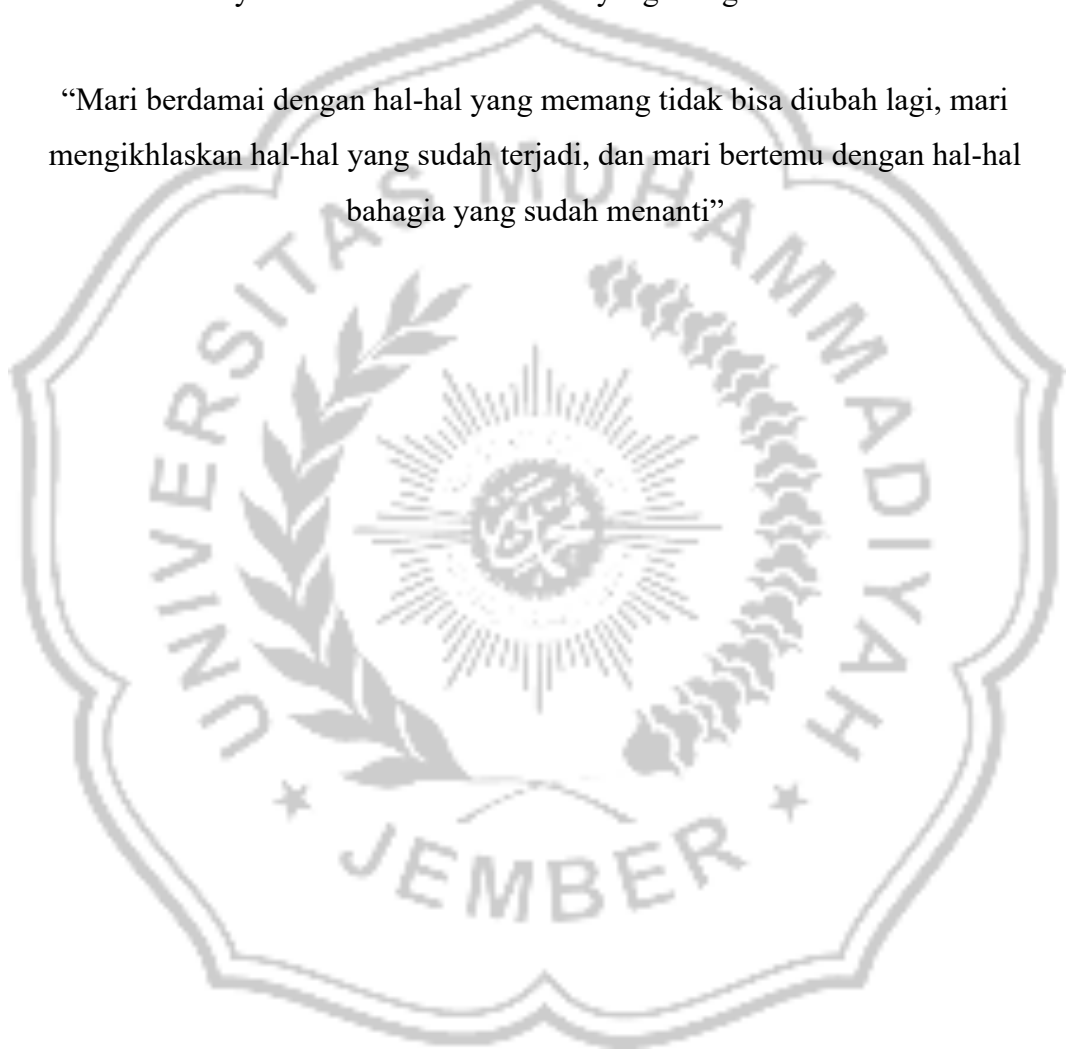 “Mari berdamai dengan hal-hal yang memang tidak bisa diubah lagi, mari
mengikhlaskan hal-hal yang sudah terjadi, dan mari bertemu dengan hal-hal
bahagia yang sudah menanti”
UNIVERSITAS MUHAMMADIYAH
JEMBER